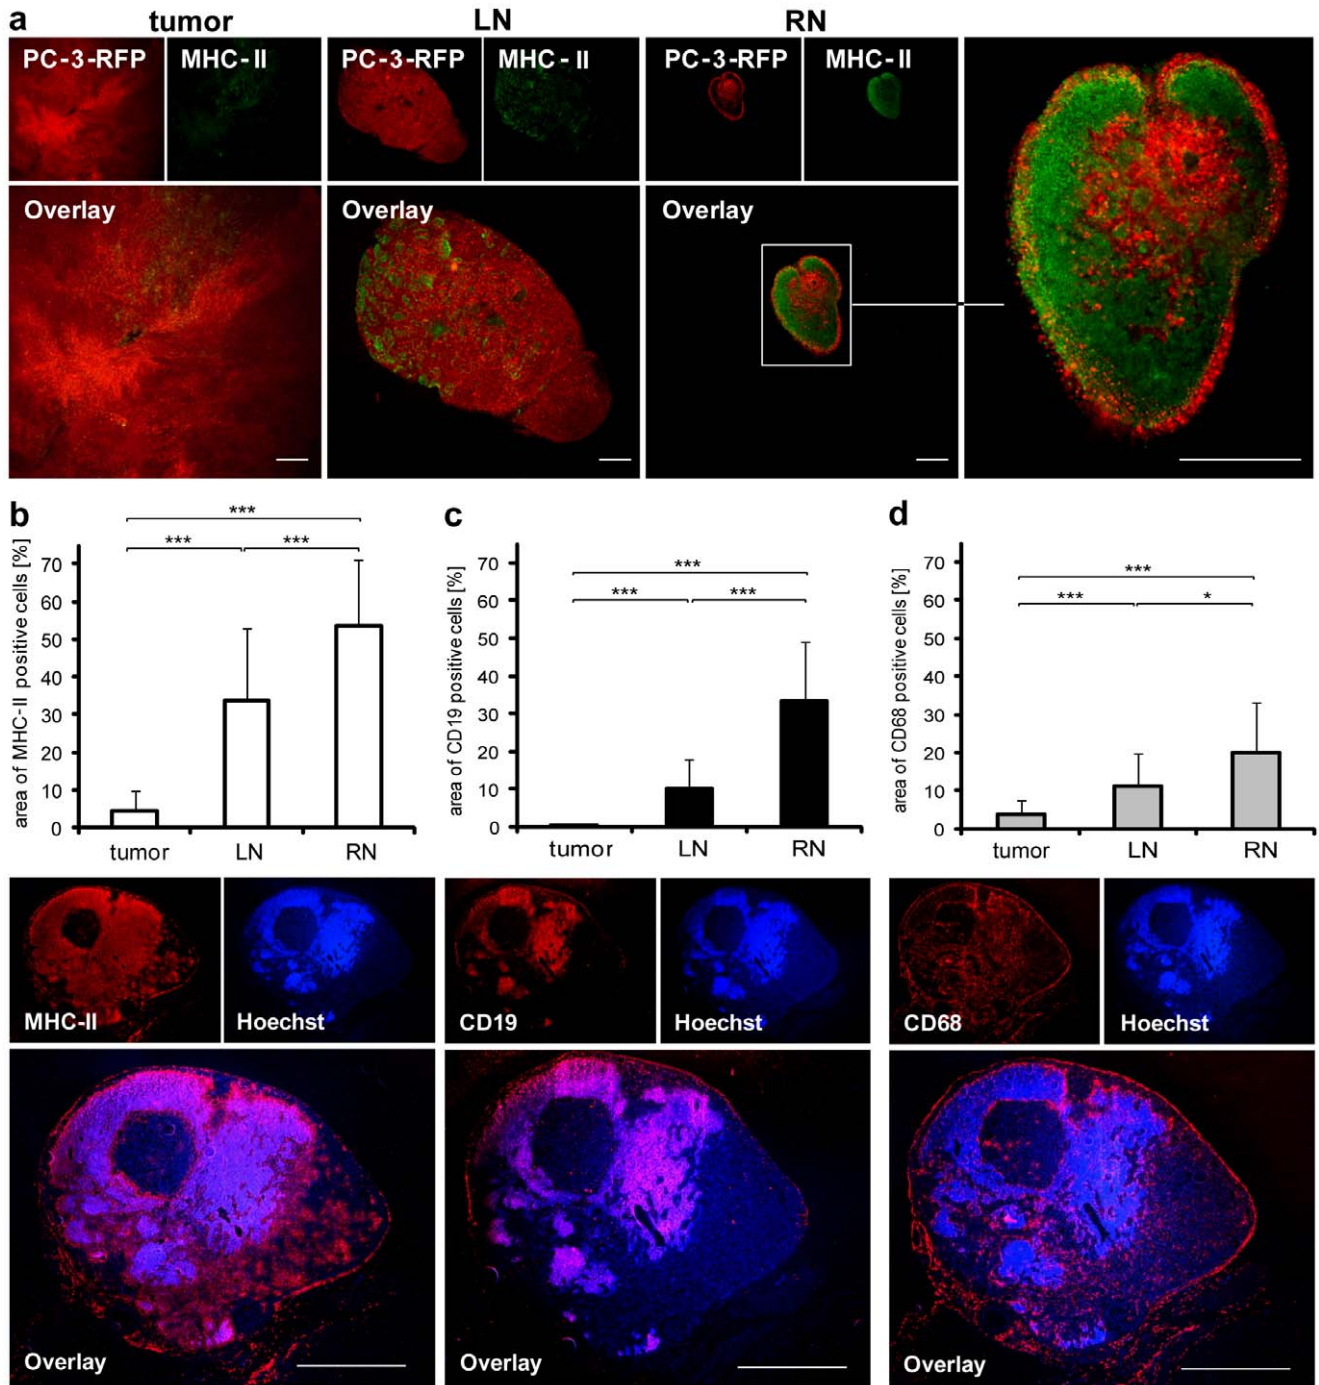 a
tumor LN RN
PC-3-RFP MHC-II PC-3-RFP MHC-II PC-3-RFP MHC-II
Overlay Overlay Overlay
b c d
area of MHC-II positive cells [%]
*** 
*** ***
70
60
50
40
30
20
10
0
tumor LN RN
area of CD19 positive cells [%]
***
*** ***
70
60
50
40
30
20
10
0
tumor LN RN
area of CD68 positive cells [%]
***
*** *
70
60
50
40
30
20
10
0
tumor LN RN
MHC-II Hoechst CD19 Hoechst CD68 Hoechst
Overlay Overlay Overlay